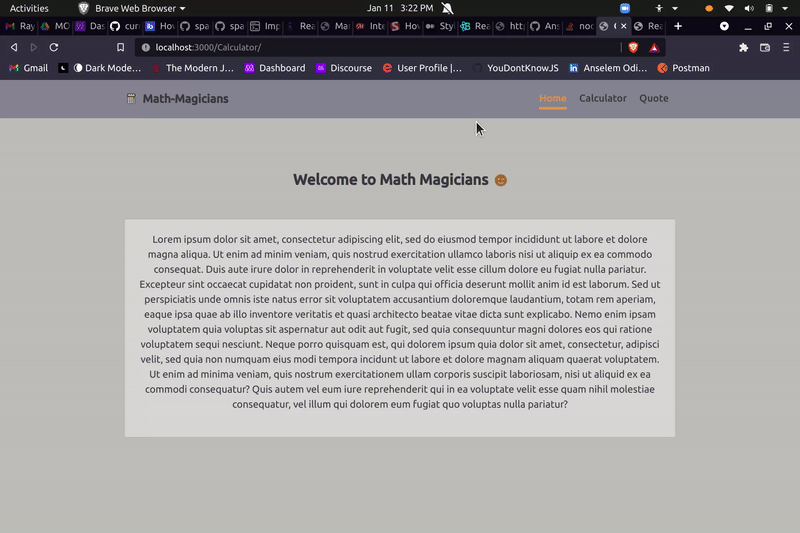 Activities Brave Web Browser Jan 11 3:22 PM
Ray MO Das cur Hov spa spa Imp Rea Ma Inte Hov Sty Rea htt Ans noc Rea
localhost:3000/Calculator/
Gmail Dark Mode... The Modern J... Dashboard Discourse User Profile |... YouDontKnowJS Anselem Odi... Postman
Math-Magicians Home Calculator Quote
Welcome to Math Magicians
Lorem ipsum dolor sit amet, consectetur adipiscing elit, sed do eiusmod tempor incididunt ut labore et dolore
magna aliqua. Ut enim ad minim veniam, quis nostrud exercitation ullamco laboris nisi ut aliquip ex ea commodo
consequat. Duis aute irure dolor in reprehenderit in voluptate velit esse cillum dolore eu fugiat nulla pariatur.
Excepteur sint occaecat cupidatat non proident, sunt in culpa qui officia deserunt mollit anim id est laborum. Sed ut
perspiciatis unde omnis iste natus error sit voluptatem accusantium doloremque laudantium, totam rem aperiam,
eaque ipsa quae ab illo inventore veritatis et quasi architecto beatae vitae dicta sunt explicabo. Nemo enim ipsam
voluptatem quia voluptas sit aspernatur aut odit aut fugit, sed quia consequuntur magni dolores eos qui ratione
voluptatem sequi nesciunt. Neque porro quisquam est, qui dolorem ipsum quia dolor sit amet, consectetur, adipisci
velit, sed quia non numquam eius modi tempora incidunt ut labore et dolore magnam aliquam quaerat voluptatem.
Ut enim ad minima veniam, quis nostrum exercitationem ullam corporis suscipit laboriosam, nisi ut aliquid ex ea
commodi consequatur? Quis autem vel eum iure reprehenderit qui in ea voluptate velit esse quam nihil molestiae
consequatur, vel illum qui dolorem eum fugiat quo voluptas nulla pariatur?